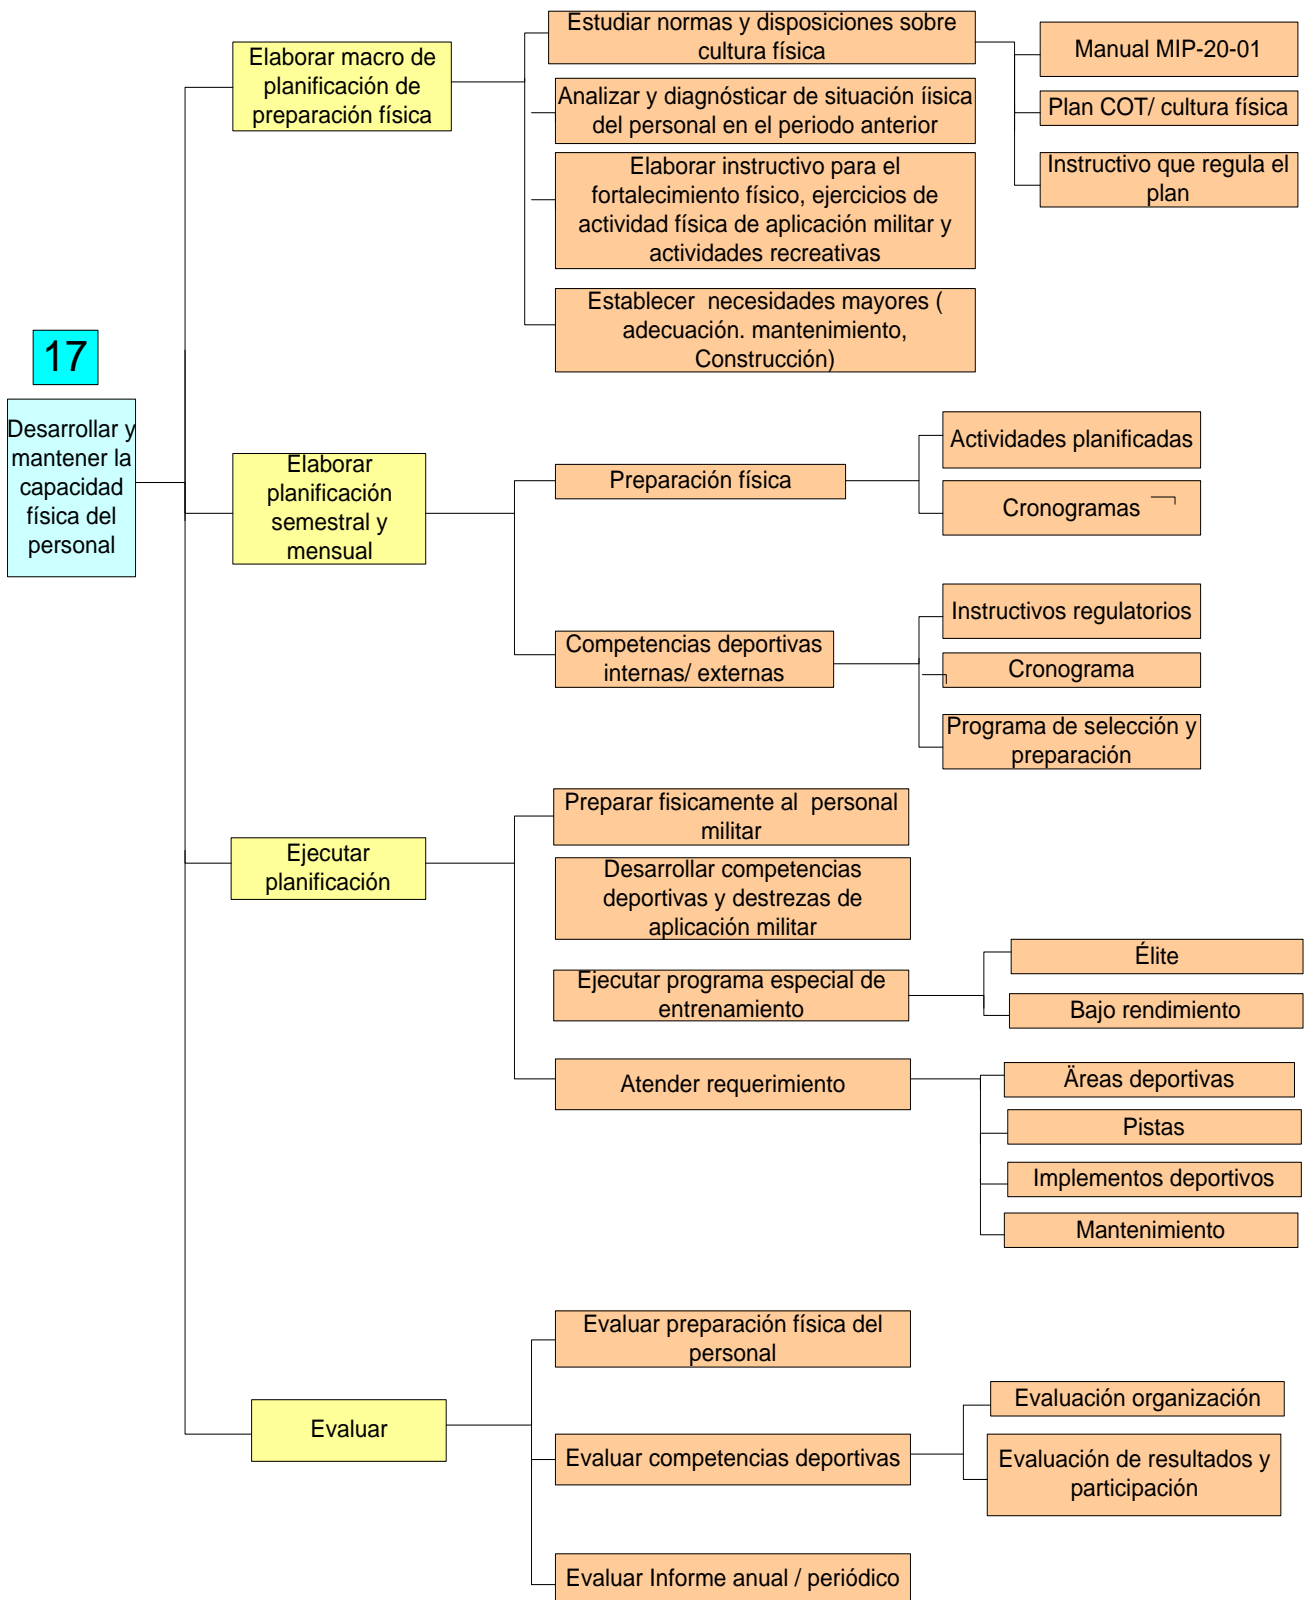 17
Desarrollar y
mantener la
capacidad
física del
personal
Elaborar macro de
planificación de
preparación física
Estudiar normas y disposiciones sobre
cultura física
Manual MIP-20-01
Plan COT/ cultura física
Instructivo que regula el
plan
Analizar y diagnósticar de situación íisica
del personal en el periodo anterior
Elaborar instructivo para el
fortalecimiento físico, ejercicios de
actividad física de aplicación militar y
actividades recreativas
Establecer  necesidades mayores (
adecuación. mantenimiento,
Construcción)
Elaborar
planificación
semestral y
mensual
Preparación física
Actividades planificadas
Cronogramas
Competencias deportivas
internas/ externas
Instructivos regulatorios
Cronograma
Programa de selección y
preparación
Ejecutar
planificación
Preparar fisicamente al  personal
militar
Desarrollar competencias
deportivas y destrezas de
aplicación militar
Ejecutar programa especial de
entrenamiento
Élite
Bajo rendimiento
Atender requerimiento
Äreas deportivas
Pistas
Implementos deportivos
Mantenimiento
Evaluar
Evaluar preparación física del
personal
Evaluar competencias deportivas
Evaluación organización
Evaluación de resultados y
participación
Evaluar Informe anual / periódico